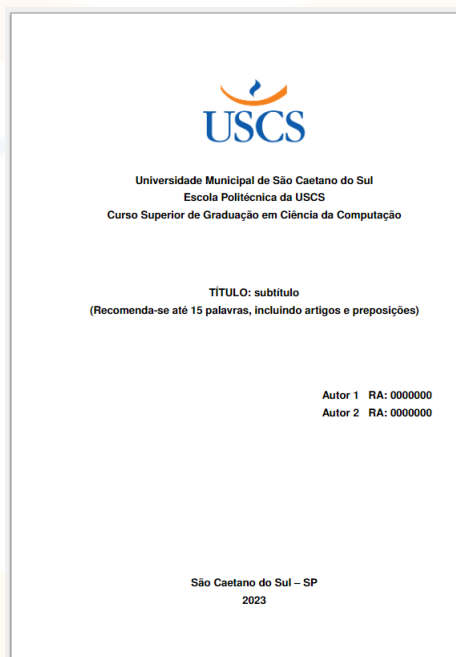 USCS
Universidade Municipal de São Caetano do Sul
Escola Politécnica da USCS
Curso Superior de Graduação em Ciência da Computação
TÍTULO: subtítulo
(Recomenda-se até 15 palavras, incluindo artigos e preposições)
Autor 1 RA: 0000000
Autor 2 RA: 0000000
São Caetano do Sul – SP
2023